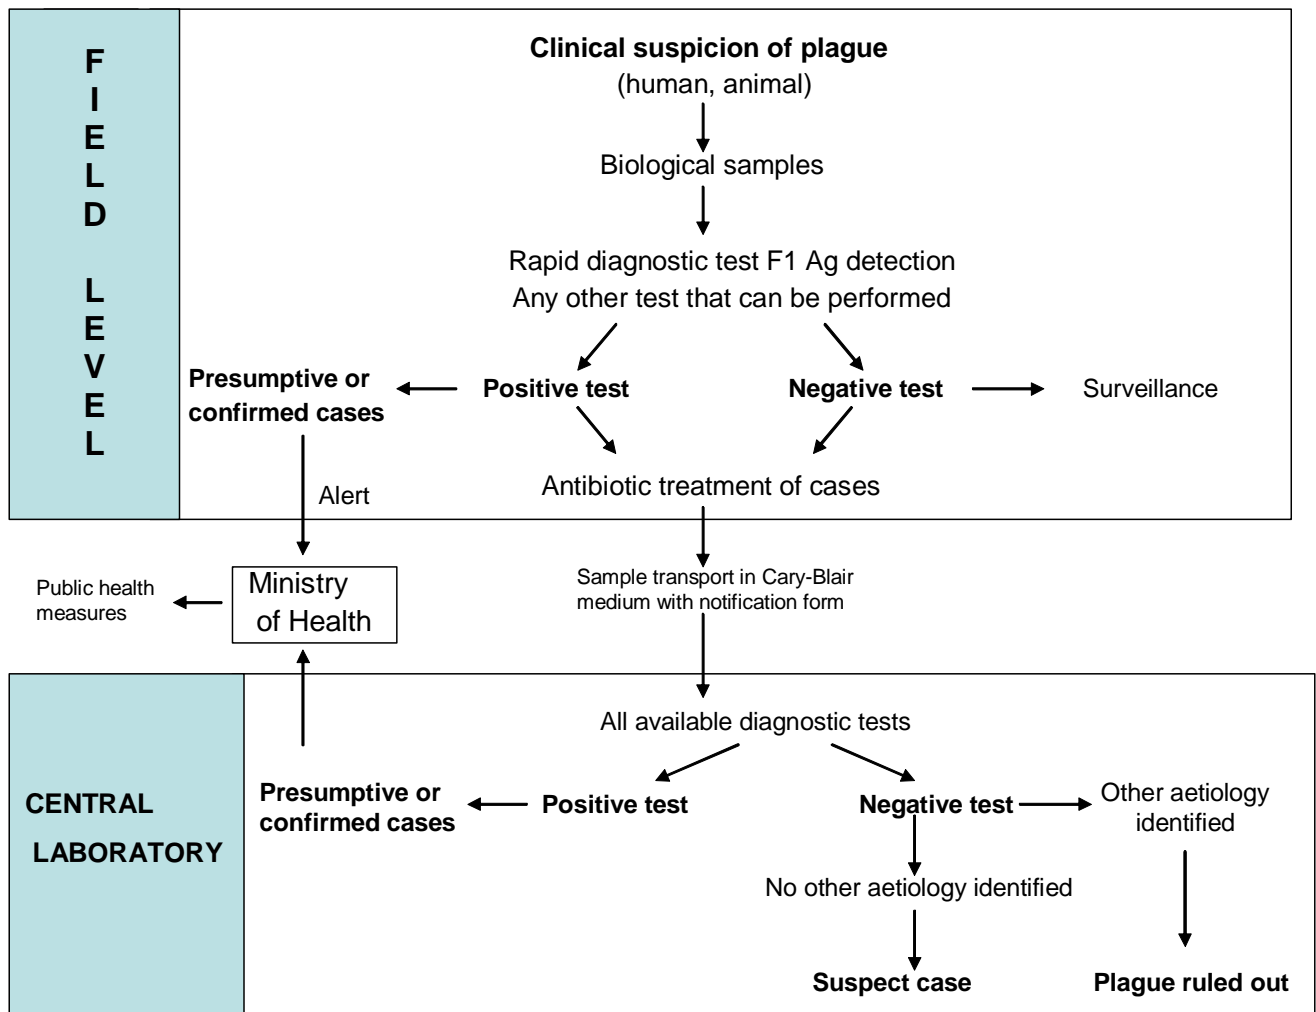 FIELD LEVEL
Clinical suspicion of plague
(human, animal)
Biological samples
Rapid diagnostic test F1 Ag detection
Any other test that can be performed
Presumptive or
confirmed cases
Positive test
Negative test
Surveillance
Antibiotic treatment of cases
Alert
Public health
measures
Ministry
of Health
Sample transport in Cary-Blair
medium with notification form
CENTRAL
LABORATORY
All available diagnostic tests
Presumptive or
confirmed cases
Positive test
Negative test
Other aetiology
identified
No other aetiology identified
Suspect case
Plague ruled out